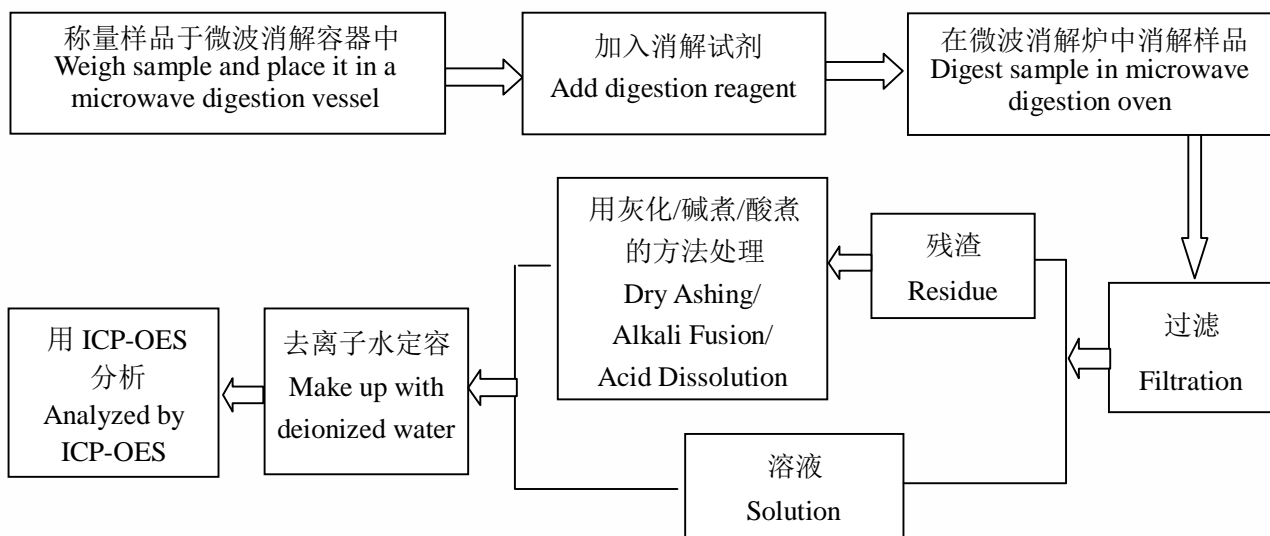 称量样品于微波消解容器中
Weigh sample and place it in a
microwave digestion vessel
加入消解试剂
Add digestion reagent
在微波消解炉中消解样品
Digest sample in microwave
digestion oven
过滤
Filtration
残渣
Residue
用灰化/碱煮/酸煮
的方法处理
Dry Ashing/
Alkali Fusion/
Acid Dissolution
溶液
Solution
去离子水定容
Make up with
deionized water
用 ICP-OES
分析
Analyzed by
ICP-OES